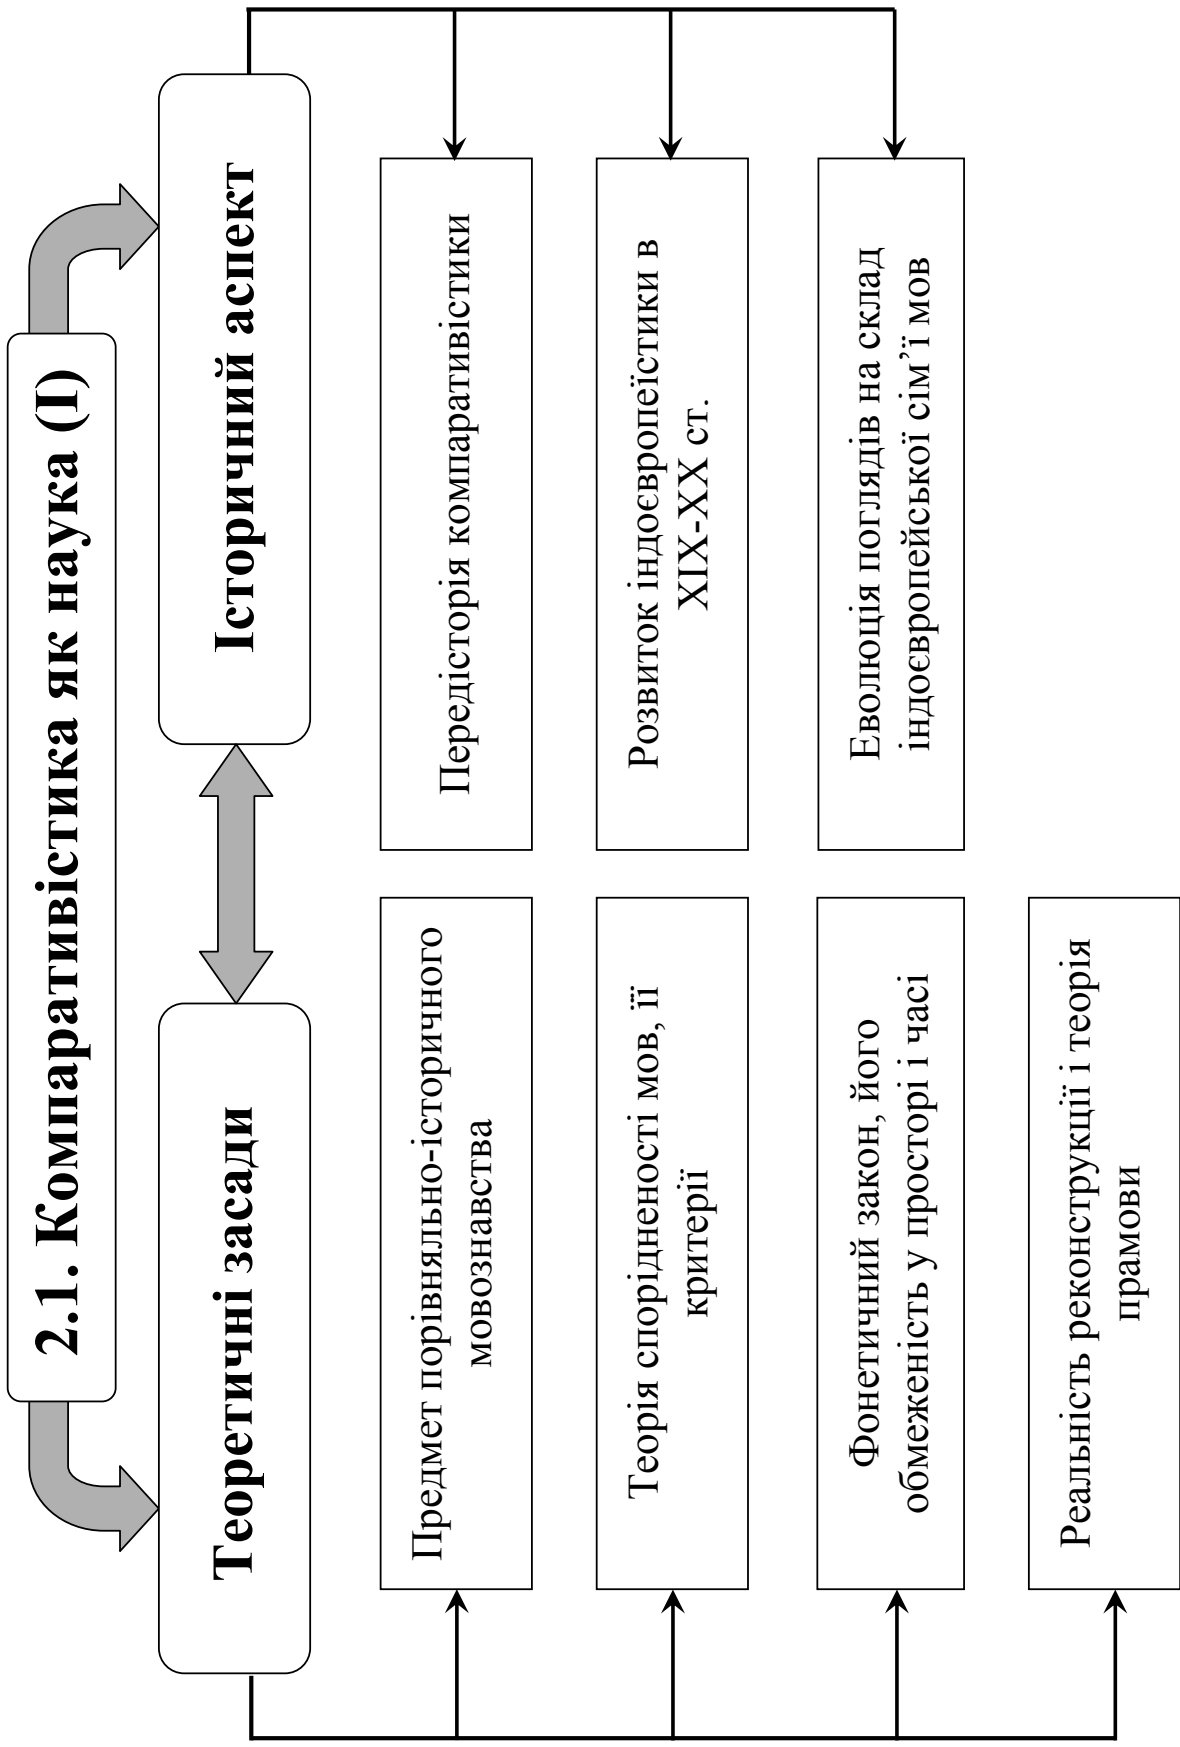 2.1. Компаративістика як наука (I)
Теоретичні засади
Історичний аспект
Предмет порівняльно-історичного
мовознавства
Передісторія компаративістики
Теорія спорідненості мов, її
критерії
Розвиток індоєвропеїстики в
XIX-XX ст.
Фонетичний закон, його
обмеженість у просторі і часі
Еволюція поглядів на склад
індоєвропейської сім’ї мов
Реальність реконструкції і теорія
прамови